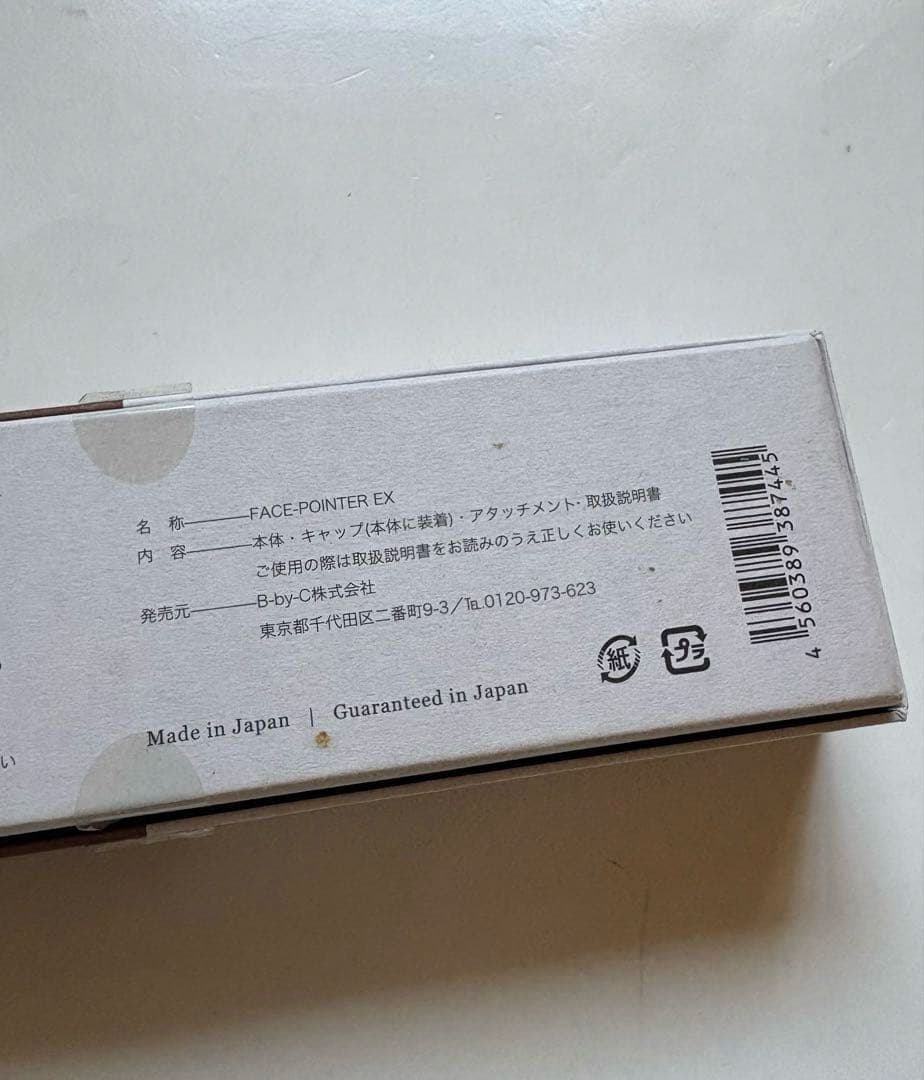 名 称───FACE-POINTER EX
内 容───本体・キャップ(本体に装着)・アタッチメント・取扱説明書
ご使用の際は取扱説明書をお読みのうえ正しくお使いください
発売元───B-by-C株式会社
東京都千代田区二番町9-3／℡0120-973-623
紙
プラ
Made in Japan | Guaranteed in Japan
4 560389 387445
い